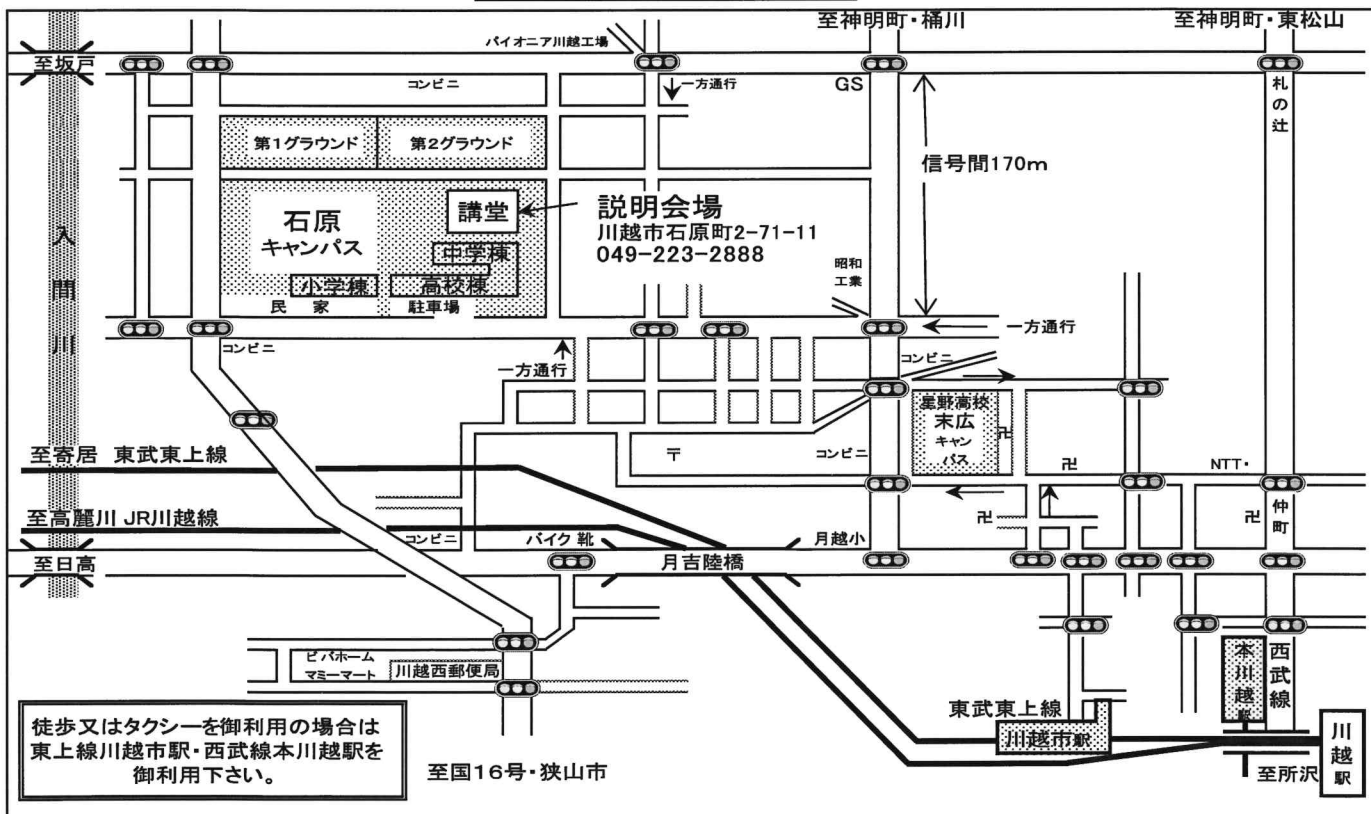 至神明町・桶川
至神明町・東松山
パイオニア川越工場
至坂戸
コンビニ
一方通行
GS
札の辻
第1グラウンド
第2グラウンド
信号間170m
入間川
石原
キャンパス
講堂
説明会場
川越市石原町2-71-11
049-223-2888
中学棟
小学棟
高校棟
民 家
駐車場
昭和
工業
一方通行
コンビニ
一方通行
コンビニ
星野高校
末広
キャン
パス
卍
至寄居 東武東上線
〒
コンビニ
卍
NTT・
至高麗川 JR川越線
卍
卍
仲町
コンビニ
バイク 靴
月越小
至日高
月吉陸橋
ビバホーム
マミーマート
川越西郵便局
本川越駅
西武線
徒歩又はタクシーを御利用の場合は
東上線川越市駅・西武線本川越駅を
御利用下さい。
東武東上線
川越市駅
川越駅
至国16号・狭山市
至所沢